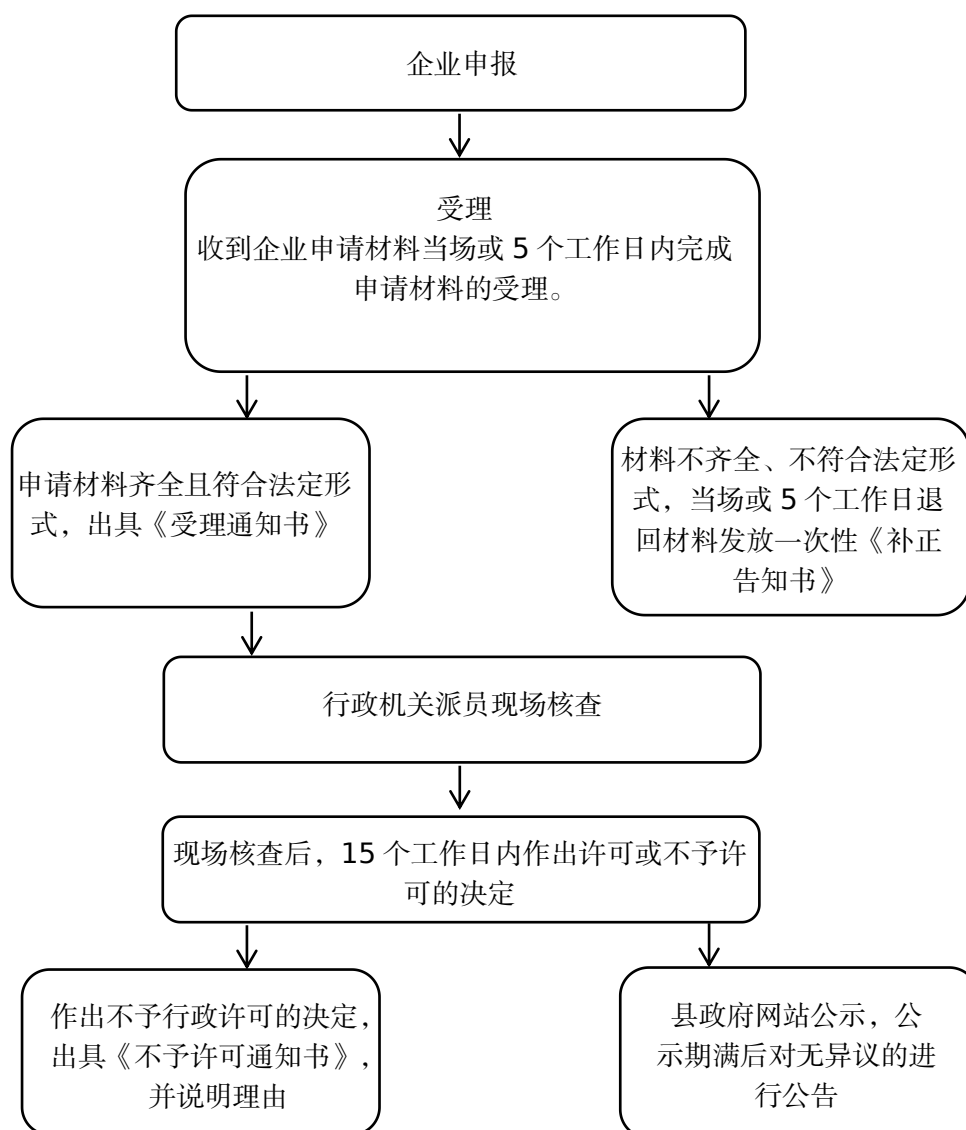 企业申报
受理
收到企业申请材料当场或 5 个工作日内完成
申请材料的受理。
申请材料齐全且符合法定形
式，出具《受理通知书》
材料不齐全、不符合法定形
式，当场或 5 个工作日退
回材料发放一次性《补正
告知书》
行政机关派员现场核查
现场核查后，15 个工作日内作出许可或不予许
可的决定
作出不予行政许可的决定，
出具《不予许可通知书》，
并说明理由
县政府网站公示，公
示期满后对无异议的进
行公告